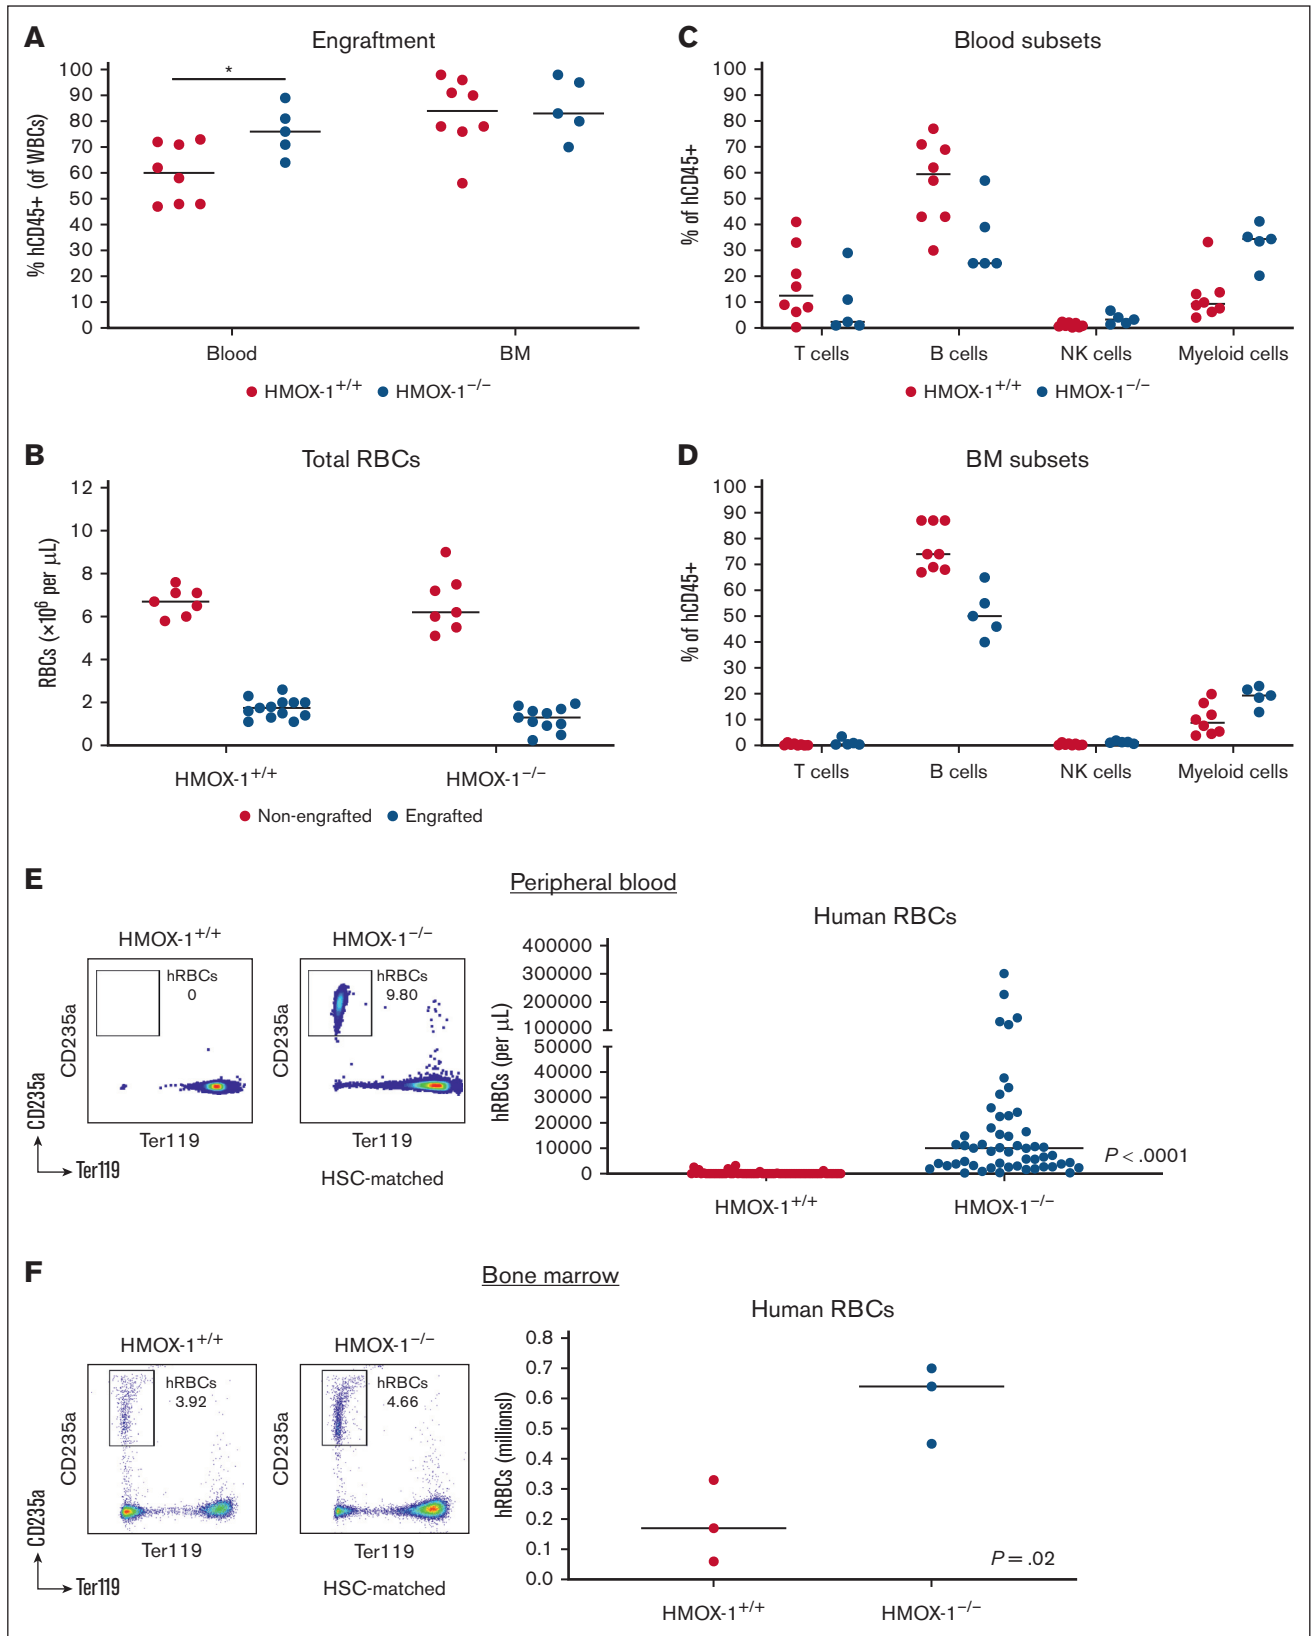 A
Engraftment
% hCD45+ (of WBCs)
100
90
80
70
60
50
40
30
20
10
0
*
Blood
BM
HMOX-1+/+
HMOX-1−/−
C
Blood subsets
% of hCD45+
100
90
80
70
60
50
40
30
20
10
0
T cells
B cells
NK cells
Myeloid cells
HMOX-1+/+
HMOX-1−/−
B
Total RBCs
RBCs (×10⁶ per µL)
12
10
8
6
4
2
0
HMOX-1+/+
HMOX-1−/−
Non-engrafted
Engrafted
D
BM subsets
% of hCD45+
100
90
80
70
60
50
40
30
20
10
0
T cells
B cells
NK cells
Myeloid cells
E
Peripheral blood
HMOX-1+/+
hRBCs
0
CD235a
Ter119
HMOX-1−/−
hRBCs
9.80
CD235a
Ter119
HSC-matched
CD235a
Ter119
Human RBCs
hRBCs (per µL)
400000
300000
200000
100000
50000
40000
30000
20000
10000
0
P < .0001
HMOX-1+/+
HMOX-1−/−
F
Bone marrow
HMOX-1+/+
hRBCs
3.92
CD235a
Ter119
HMOX-1−/−
hRBCs
4.66
CD235a
Ter119
HSC-matched
CD235a
Ter119
Human RBCs
hRBCs (millionsl)
0.8
0.7
0.6
0.5
0.4
0.3
0.2
0.1
0.0
P = .02
HMOX-1+/+
HMOX-1−/−